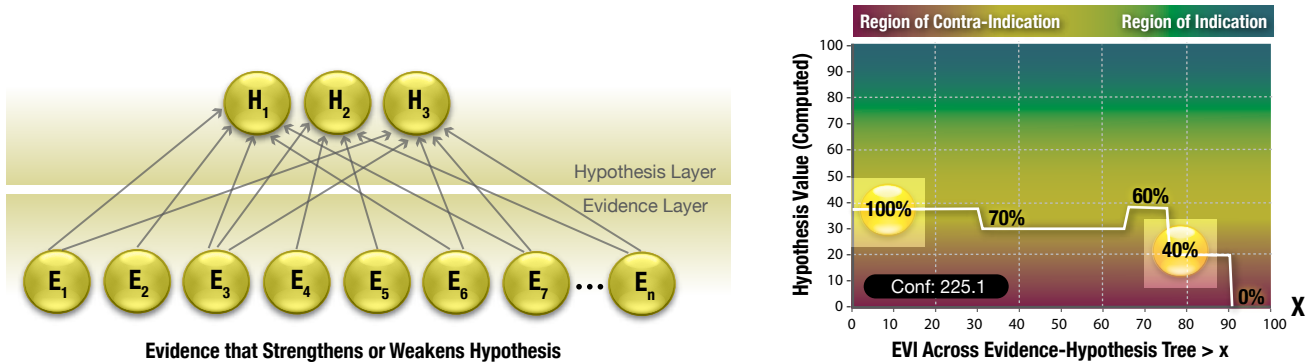 H1 H2 H3
Hypothesis Layer
Evidence Layer
E1 E2 E3 E4 E5 E6 E7 ... En
Evidence that Strengthens or Weakens Hypothesis
Region of Contra-Indication Region of Indication
Hypothesis Value (Computed)
100
90
80
70
60
50
40
30
20
10
0
100%
70%
60%
40%
0%
Conf: 225.1
0 10 20 30 40 50 60 70 80 90 100
X
EVI Across Evidence-Hypothesis Tree > x